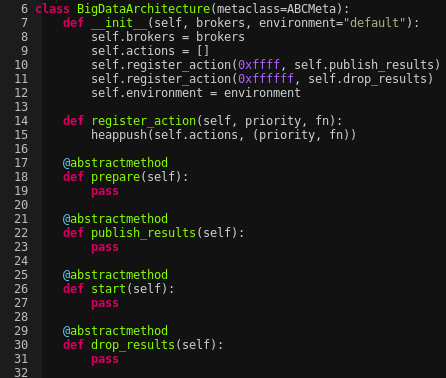 6 class BigDataArchitecture(metaclass=ABCMeta):
7     def __init__(self, brokers, environment="default"):
8         self.brokers = brokers
9         self.actions = []
10         self.register_action(0xffff, self.publish_results)
11         self.register_action(0xffffff, self.drop_results)
12         self.environment = environment
13
14     def register_action(self, priority, fn):
15         heappush(self.actions, (priority, fn))
16
17     @abstractmethod
18     def prepare(self):
19         pass
20
21     @abstractmethod
22     def publish_results(self):
23         pass
24
25     @abstractmethod
26     def start(self):
27         pass
28
29     @abstractmethod
30     def drop_results(self):
31         pass
32